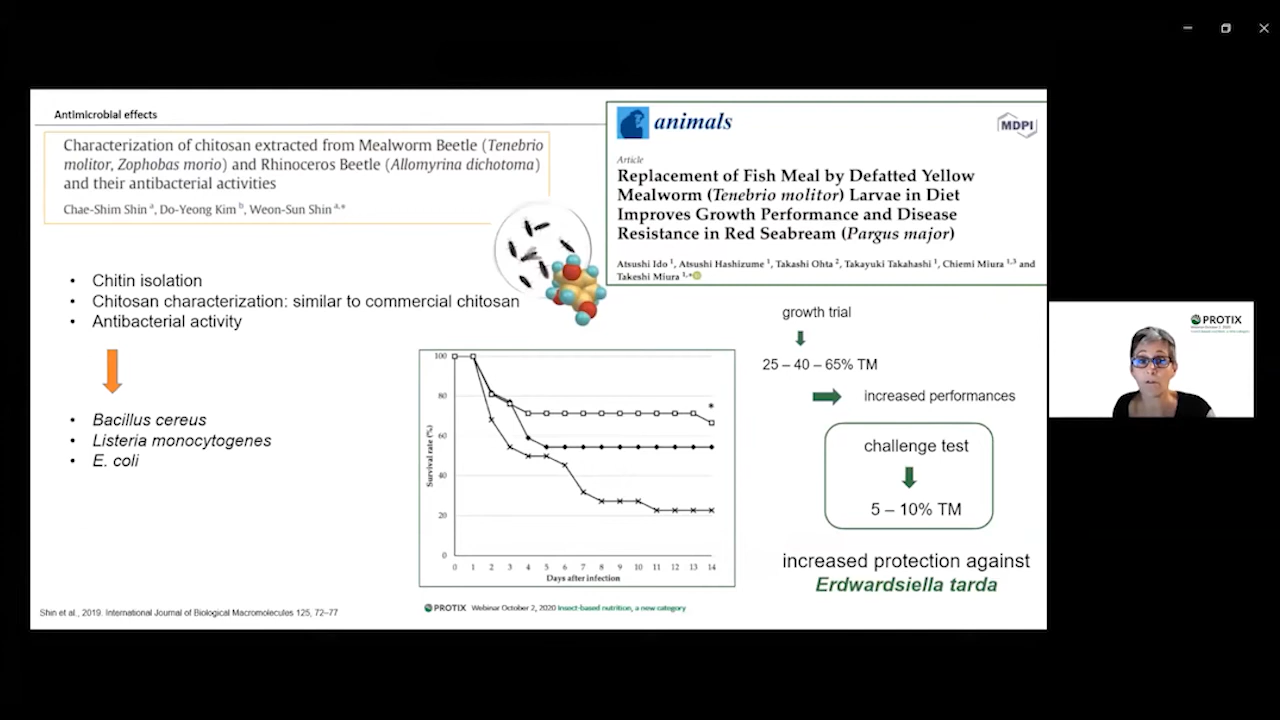 Antimicrobial effects
Characterization of chitosan extracted from Mealworm Beetle (Tenebrio
molitor, Zophobas morio) and Rhinoceros Beetle (Allomyrina dichotoma)
and their antibacterial activities
Chae-Shim Shin a, Do-Yeong Kim b, Weon-Sun Shin a,*
• Chitin isolation
• Chitosan characterization: similar to commercial chitosan
• Antibacterial activity
• Bacillus cereus
• Listeria monocytogenes
• E. coli
animals
MDPI
Article
Replacement of Fish Meal by Defatted Yellow
Mealworm (Tenebrio molitor) Larvae in Diet
Improves Growth Performance and Disease
Resistance in Red Seabream (Pargus major)
Atsushi Ido 1, Atsushi Hashizume 1, Takashi Ohta 2, Takayuki Takahashi 1, Chiemi Miura 1,3 and
Takeshi Miura 1,*
growth trial
25 – 40 – 65% TM
increased performances
challenge test
5 – 10% TM
increased protection against
Erdwardsiella tarda
Survival rate (%)
100
80
60
40
20
0
*
0 1 2 3 4 5 6 7 8 9 10 11 12 13 14
Days after infection
Shin et al., 2019. International Journal of Biological Macromolecules 125, 72–77
PROTIX Webinar October 2, 2020 Insect-based nutrition, a new category
PROTIX
Webinar October 2, 2020